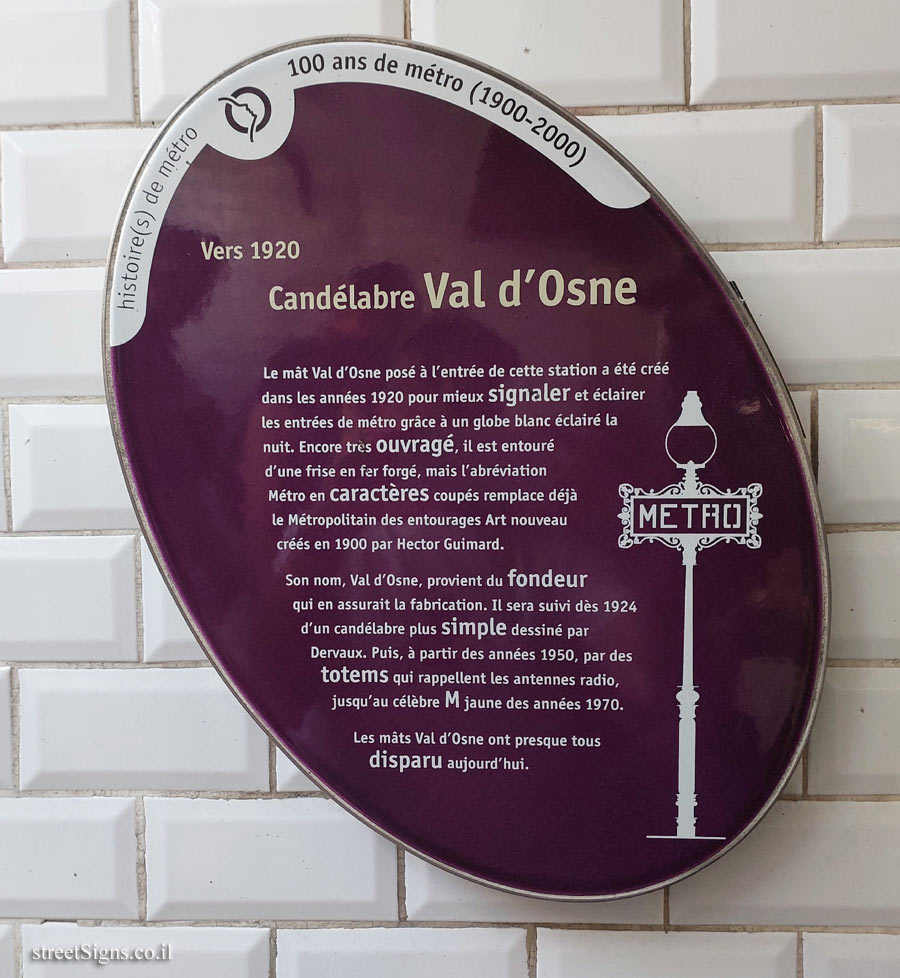 histoire(s) de métro
100 ans de métro (1900-2000)
Vers 1920
Candélabre Val d'Osne
Le mât Val d'Osne posé à l'entrée de cette station a été créé
dans les années 1920 pour mieux signaler et éclairer
les entrées de métro grâce à un globe blanc éclairé la
nuit. Encore très ouvragé, il est entouré
d'une frise en fer forgé, mais l'abréviation
Métro en caractères coupés remplace déjà
le Métropolitain des entourages Art nouveau
créés en 1900 par Hector Guimard.
METRO
Son nom, Val d'Osne, provient du fondeur
qui en assurait la fabrication. Il sera suivi dès 1924
d'un candélabre plus simple dessiné par
Dervaux. Puis, à partir des années 1950, par des
totems qui rappellent les antennes radio,
jusqu'au célèbre M jaune des années 1970.
Les mâts Val d'Osne ont presque tous
disparu aujourd'hui.
streetSigns.co.il